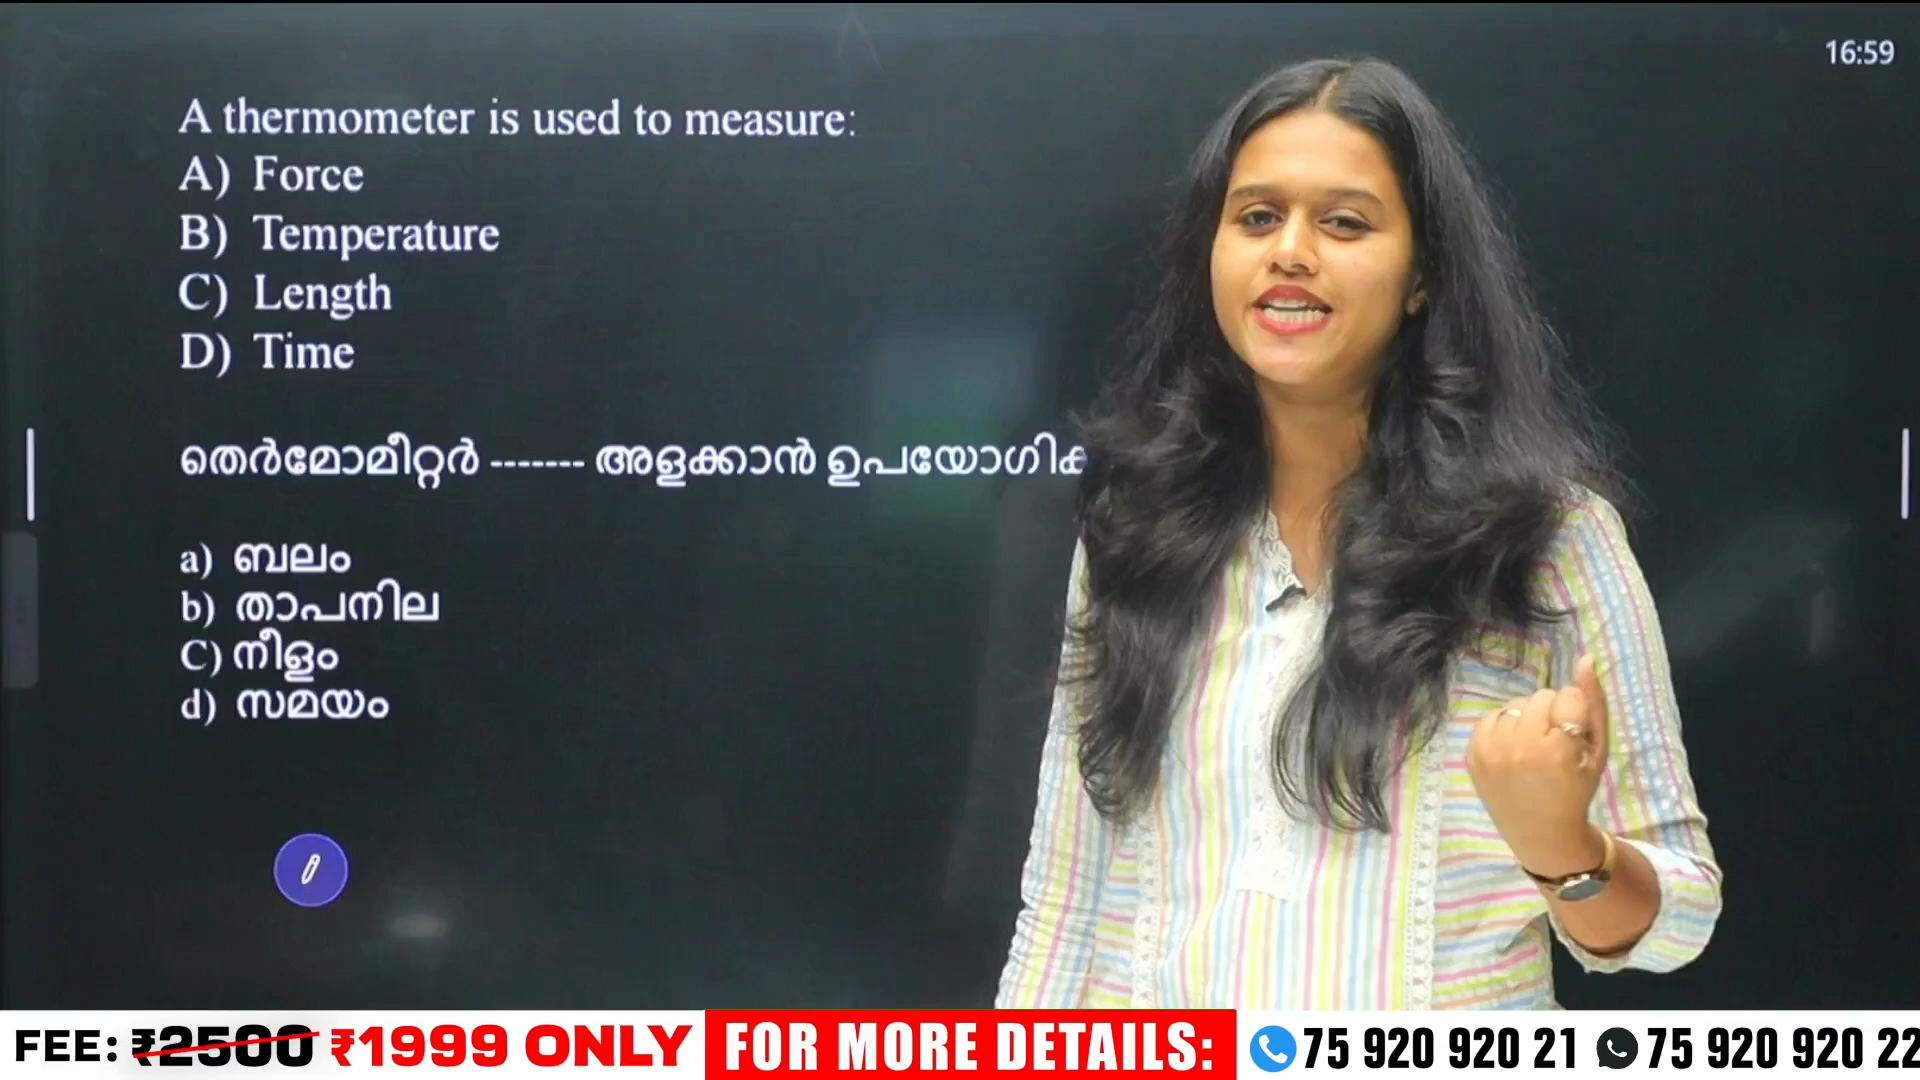 16:59
A thermometer is used to measure:
A) Force
B) Temperature
C) Length
D) Time
തെർമോമീറ്റർ ------- അളക്കാൻ
a) ബലം
b) താപനില
C) നീളം
d) സമയം
FEE: ₹2500 ₹1999 ONLY FOR MORE DETAILS: 75 920 920 21 75 920 920 22